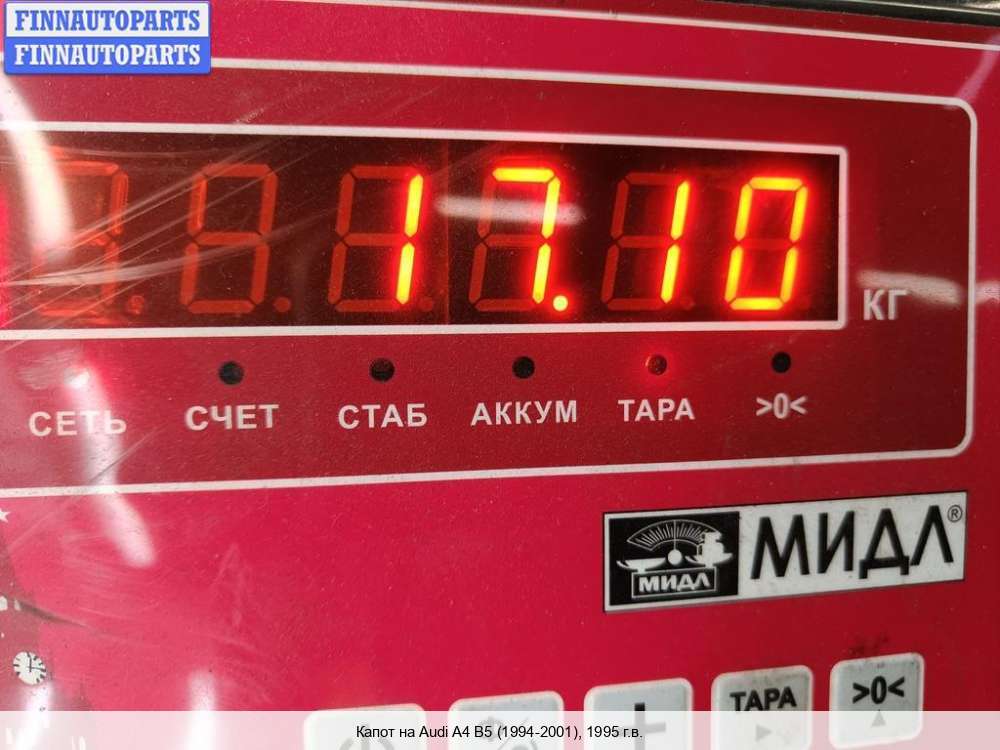 FINNAUTOPARTS
FINNAUTOPARTS
17.10
КГ
СЕТЬ СЧЕТ СТАБ АККУМ ТАРА >0<
МИДЛ МИДЛ®
% + ТАРА >0<
Капот на Audi A4 B5 (1994-2001), 1995 г.в.